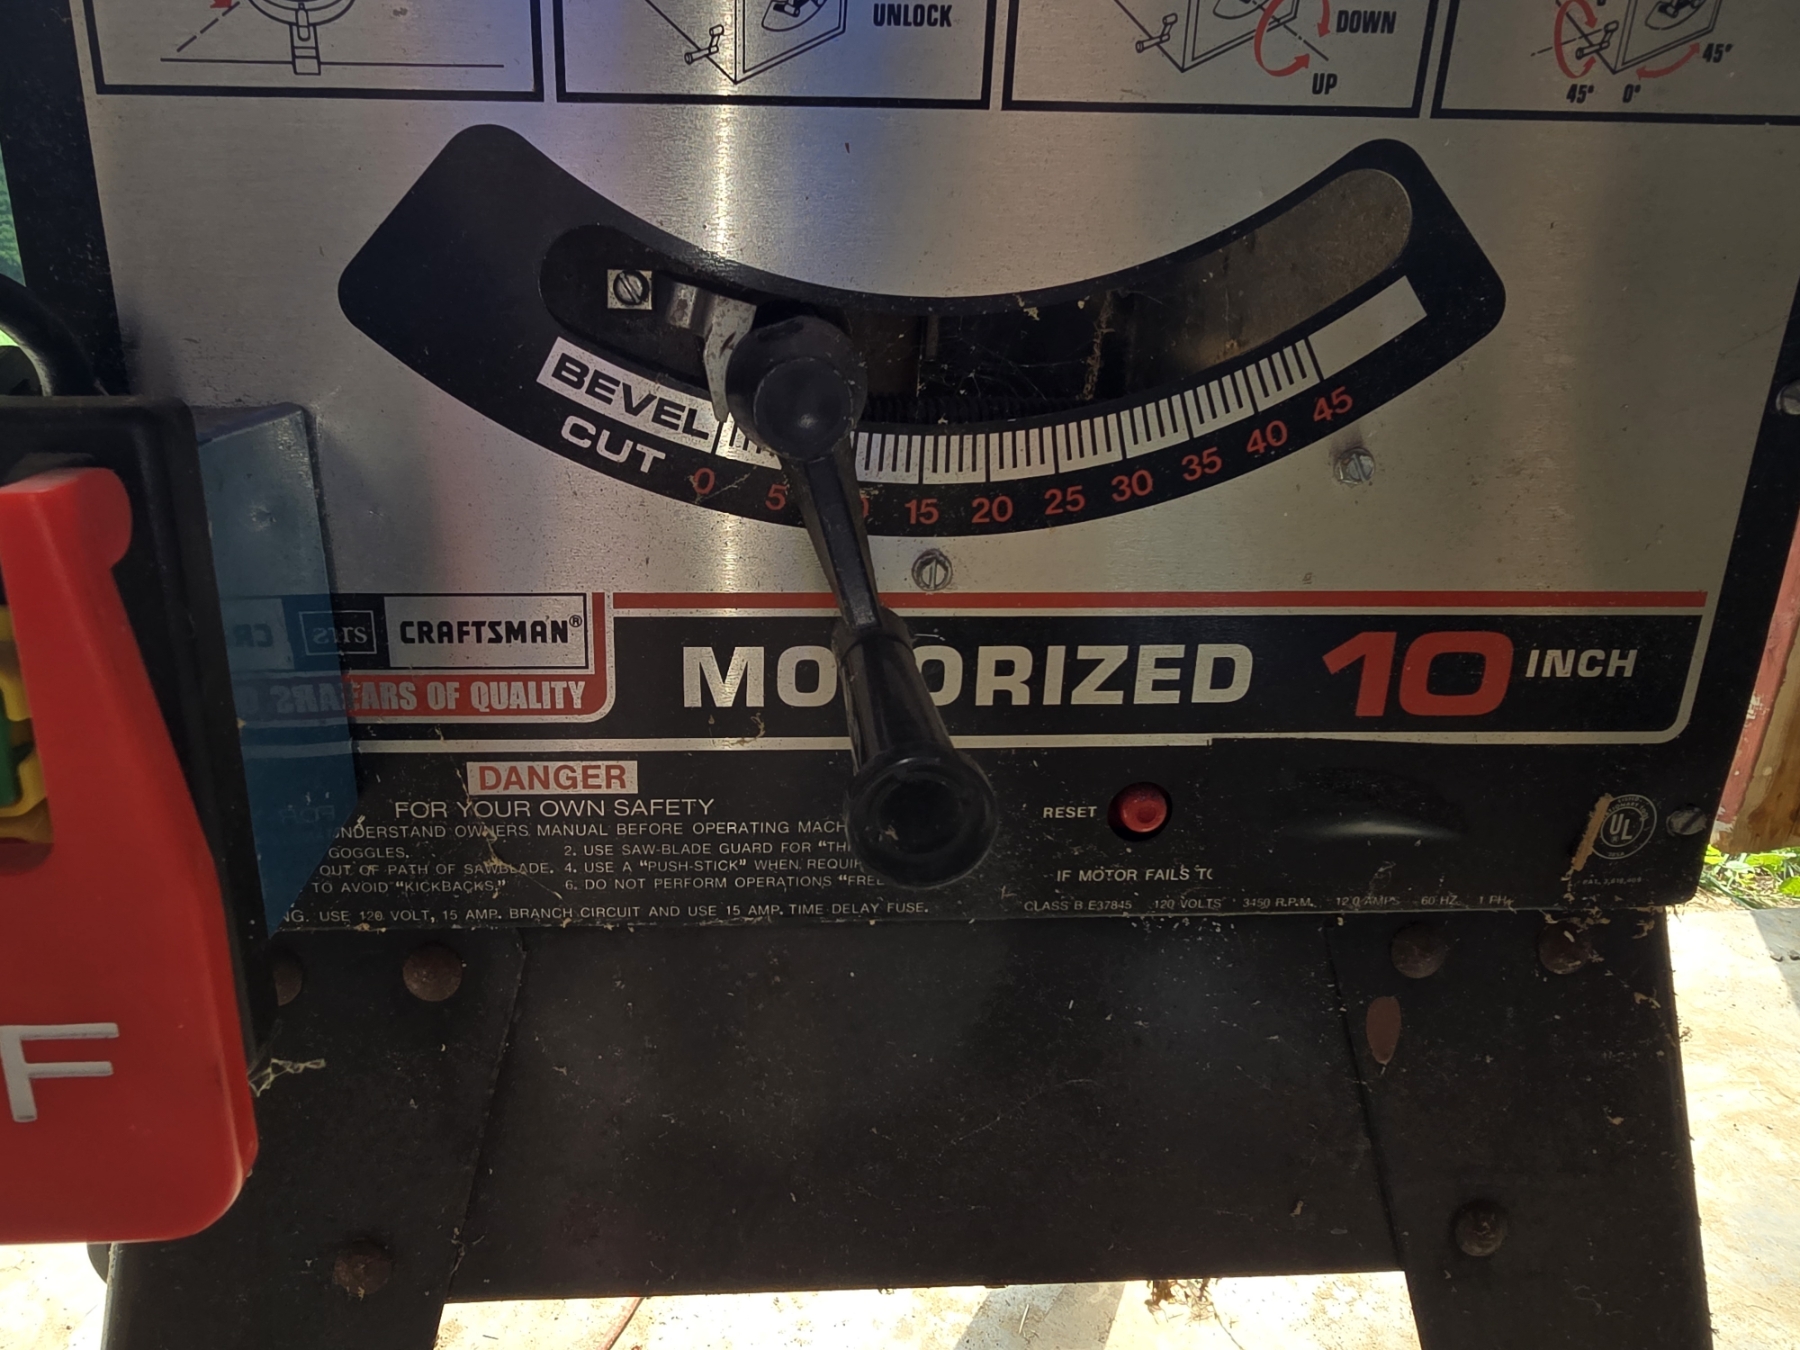 UNLOCK
DOWN
UP
45°
45° 0°
BEVEL
CUT
0 5 15 20 25 30 35 40 45
CRAFTSMAN®
OF QUALITY
MOTORIZED 10 INCH
DANGER
FOR YOUR OWN SAFETY
UNDERSTAND OWNERS MANUAL BEFORE OPERATING MACH
GOGGLES. 2. USE SAW-BLADE GUARD FOR "TH
OUT OF PATH OF SAWBLADE. 4. USE A "PUSH-STICK" WHEN REQUIR
TO AVOID "KICKBACKS." 6. DO NOT PERFORM OPERATIONS "FREE
NG. USE 120 VOLT, 15 AMP. BRANCH CIRCUIT AND USE 15 AMP. TIME DELAY FUSE.
RESET
IF MOTOR FAILS TO
CLASS B E37845 120 VOLTS 3450 R.P.M. 12.0 AMPS 60 HZ 1 PH
UL
F